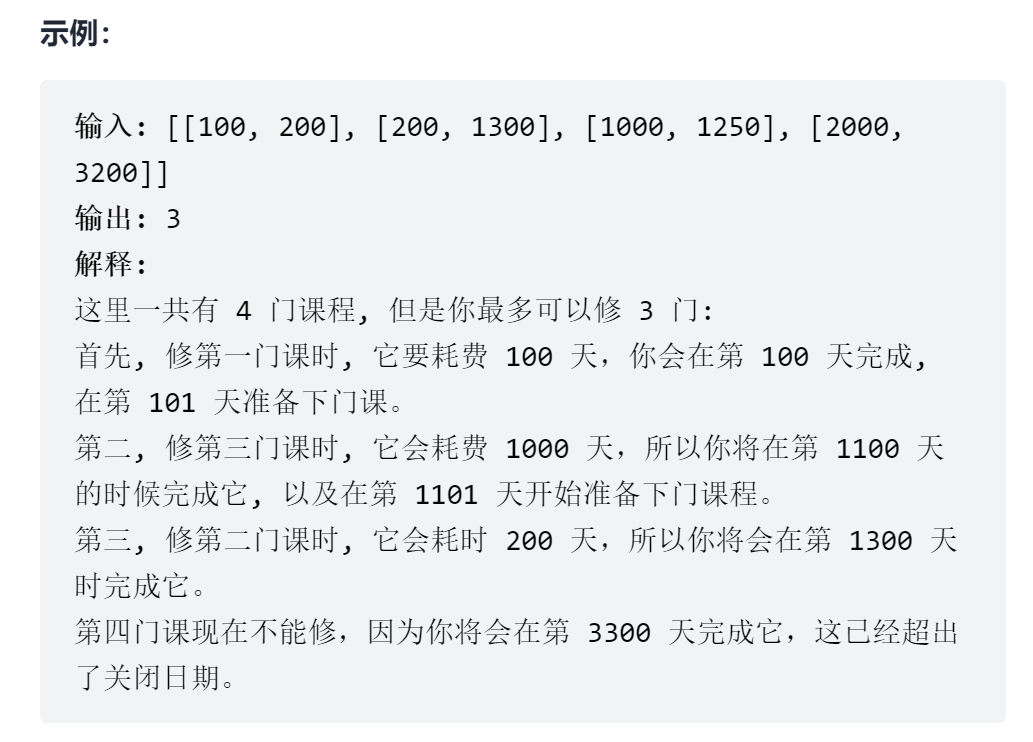 示例：
输入: [[100, 200], [200, 1300], [1000, 1250], [2000,
3200]]
输出: 3
解释:
这里一共有 4 门课程, 但是你最多可以修 3 门:
首先, 修第一门课时, 它要耗费 100 天，你会在第 100 天完成,
在第 101 天准备下门课。
第二, 修第三门课时, 它会耗费 1000 天，所以你将在第 1100 天
的时候完成它, 以及在第 1101 天开始准备下门课程。
第三, 修第二门课时, 它会耗时 200 天，所以你将会在第 1300 天
时完成它。
第四门课现在不能修，因为你将会在第 3300 天完成它，这已经超出
了关闭日期。